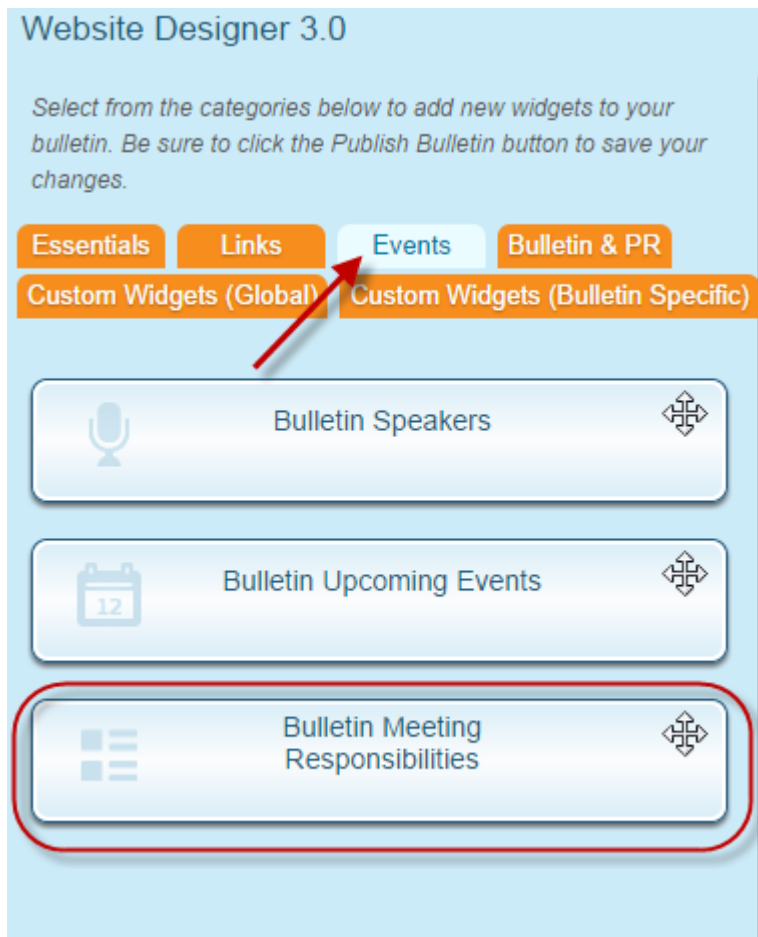 Website Designer 3.0
Select from the categories below to add new widgets to your
bulletin. Be sure to click the Publish Bulletin button to save your
changes.
Essentials Links Events Bulletin & PR
Custom Widgets (Global) Custom Widgets (Bulletin Specific)
Bulletin Speakers
12
Bulletin Upcoming Events
Bulletin Meeting
Responsibilities